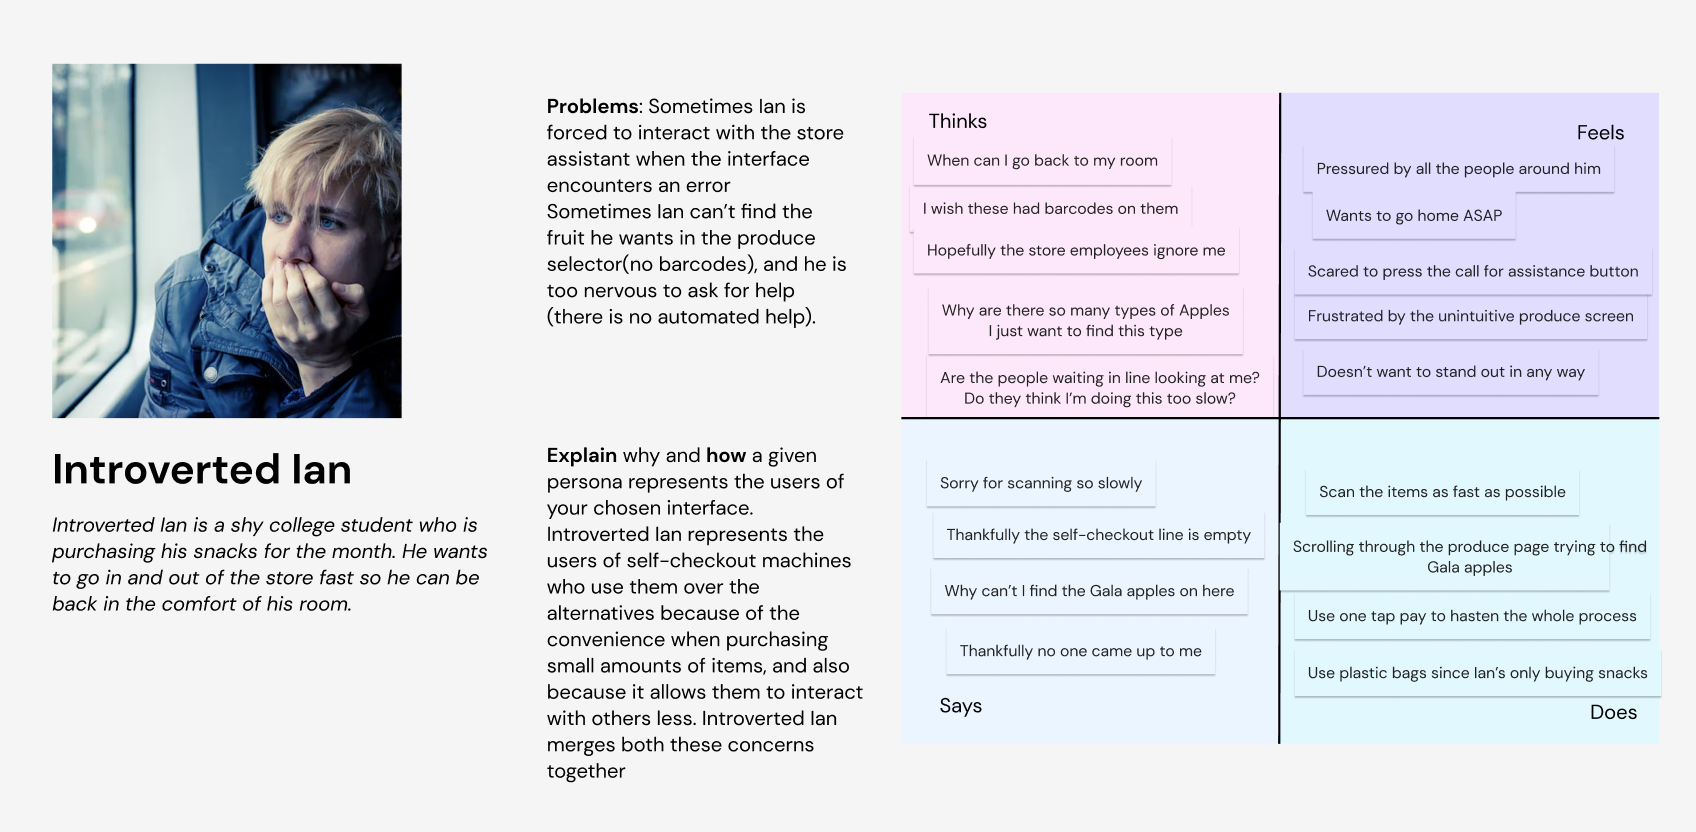 Introverted Ian
Introverted Ian is a shy college student who is
purchasing his snacks for the month. He wants
to go in and out of the store fast so he can be
back in the comfort of his room.
Problems: Sometimes Ian is
forced to interact with the store
assistant when the interface
encounters an error
Sometimes Ian can’t find the
fruit he wants in the produce
selector(no barcodes), and he is
too nervous to ask for help
(there is no automated help).
Explain why and how a given
persona represents the users of
your chosen interface.
Introverted Ian represents the
users of self-checkout machines
who use them over the
alternatives because of the
convenience when purchasing
small amounts of items, and also
because it allows them to interact
with others less. Introverted Ian
merges both these concerns
together
Thinks
When can I go back to my room
I wish these had barcodes on them
Hopefully the store employees ignore me
Why are there so many types of Apples
I just want to find this type
Are the people waiting in line looking at me?
Do they think I’m doing this too slow?
Feels
Pressured by all the people around him
Wants to go home ASAP
Scared to press the call for assistance button
Frustrated by the unintuitive produce screen
Doesn’t want to stand out in any way
Sorry for scanning so slowly
Thankfully the self-checkout line is empty
Why can’t I find the Gala apples on here
Thankfully no one came up to me
Says
Scan the items as fast as possible
Scrolling through the produce page trying to find
Gala apples
Use one tap pay to hasten the whole process
Use plastic bags since Ian’s only buying snacks
Does